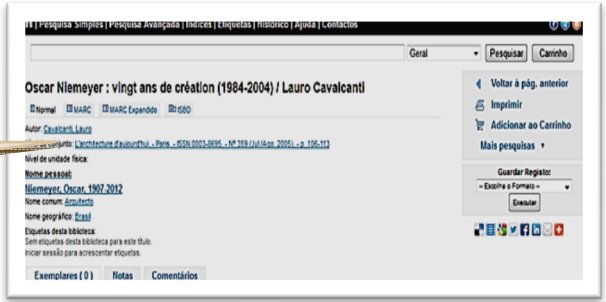 | Pesquisa Simples | Pesquisa Avançada | Índices | Etiquetas | Histórico | Ajuda | Contactos
Geral
Pesquisar
Carrinho
Oscar Niemeyer : vingt ans de création (1984-2004) / Lauro Cavalcanti
Normal MARC MARC Expandido ISBD
Autor: Cavalcanti, Lauro
conjunto: L'architecture d'aujourd'hui. - Paris. - ISSN 0003-8695. - Nº 359 (Jul./Ago. 2005), - p. 106-113
Nível de unidade física:
Nome pessoal:
Niemeyer, Oscar, 1907-2012
Nome comum: Arquitecto
Nome geográfico: Brasil
Etiquetas desta biblioteca:
Sem etiquetas desta biblioteca para este título.
Iniciar sessão para acrescentar etiquetas.
Exemplares ( 0 ) Notas Comentários
Voltar à pág. anterior
Imprimir
Adicionar ao Carrinho
Mais pesquisas
Guardar Registo:
-- Escolha o Formato --
Executar